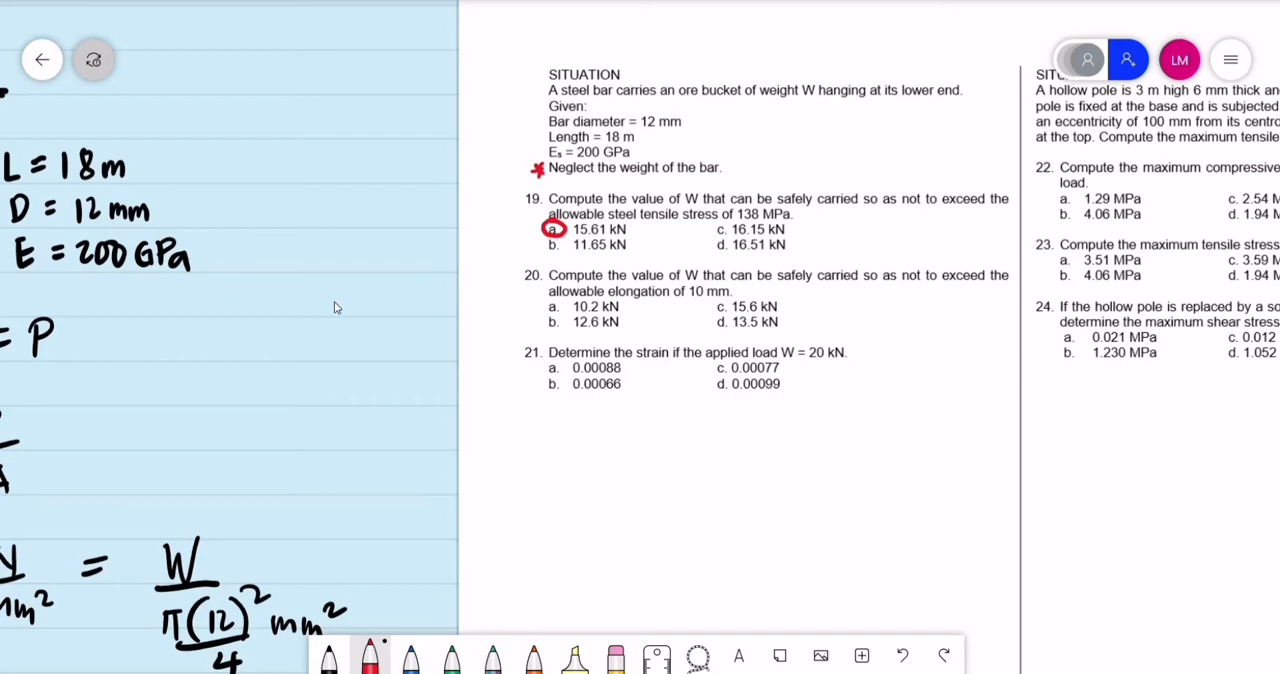 L = 18 m
D = 12 mm
E = 200 GPa
= P
= W
π(12)² mm²
4
mm²
SITUATION
A steel bar carries an ore bucket of weight W hanging at its lower end.
Given:
Bar diameter = 12 mm
Length = 18 m
Es = 200 GPa
* Neglect the weight of the bar.
19. Compute the value of W that can be safely carried so as not to exceed the
allowable steel tensile stress of 138 MPa.
a. 15.61 kN c. 16.15 kN
b. 11.65 kN d. 16.51 kN
20. Compute the value of W that can be safely carried so as not to exceed the
allowable elongation of 10 mm.
a. 10.2 kN c. 15.6 kN
b. 12.6 kN d. 13.5 kN
21. Determine the strain if the applied load W = 20 kN.
a. 0.00088 c. 0.00077
b. 0.00066 d. 0.00099
LM
A hollow pole is 3 m high 6 mm thick an
pole is fixed at the base and is subjected
an eccentricity of 100 mm from its centro
at the top. Compute the maximum tensile
22. Compute the maximum compressive
load.
a. 1.29 MPa c. 2.54 M
b. 4.06 MPa d. 1.94 M
23. Compute the maximum tensile stress
a. 3.51 MPa c. 3.59 M
b. 4.06 MPa d. 1.94 M
24. If the hollow pole is replaced by a so
determine the maximum shear stress
a. 0.021 MPa c. 0.012
b. 1.230 MPa d. 1.052
A